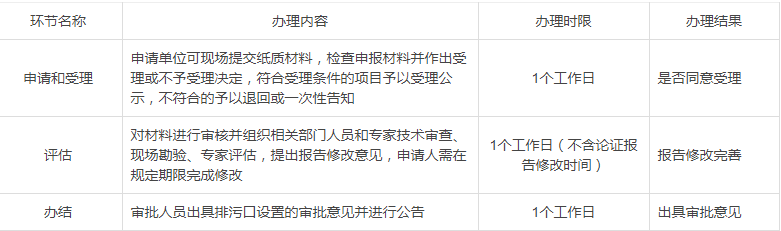 环节名称 办理内容 办理时限 办理结果
申请和受理
申请单位可现场提交纸质材料，检查申报材料并作出受
理或不予受理决定，符合受理条件的项目予以受理公
示，不符合的予以退回或一次性告知
1个工作日
是否同意受理
评估
对材料进行审核并组织相关部门人员和专家技术审查、
现场勘验、专家评估，提出报告修改意见，申请人需在
规定期限完成修改
1个工作日（不含论证报
告修改时间）
报告修改完善
办结
审批人员出具排污口设置的审批意见并进行公告
1个工作日
出具审批意见